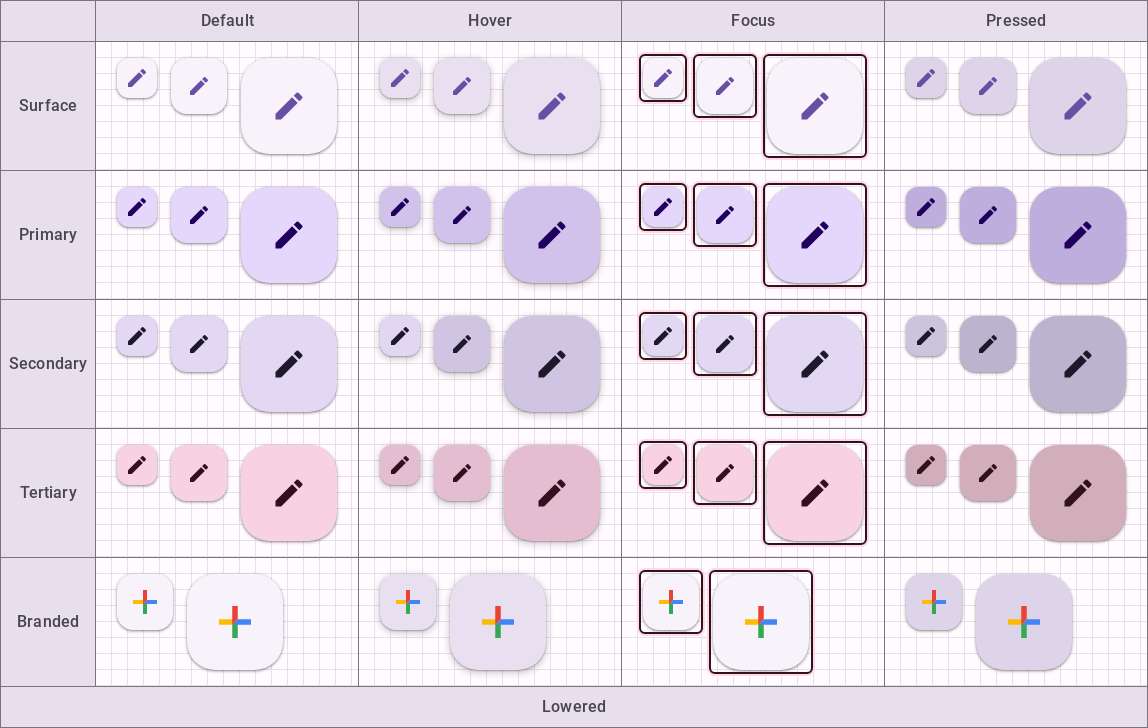 Default Hover Focus Pressed
Surface
Primary
Secondary
Tertiary
Branded
Lowered